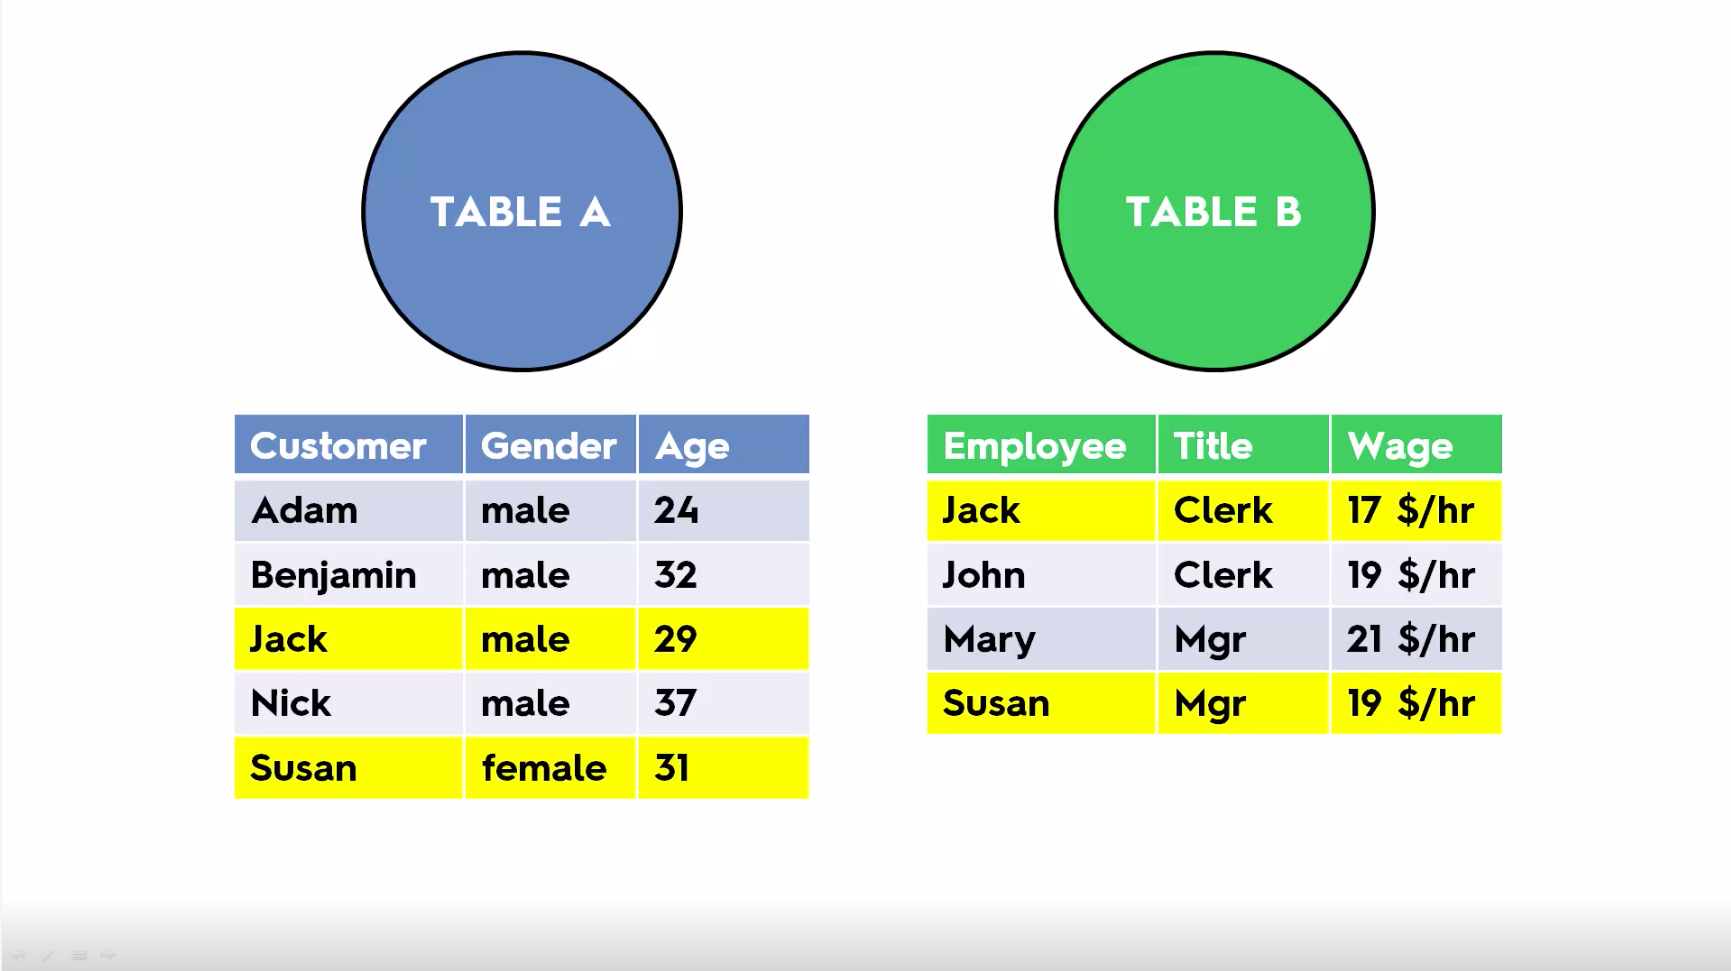 TABLE A
TABLE B
Customer Gender Age
Adam male 24
Benjamin male 32
Jack male 29
Nick male 37
Susan female 31
Employee Title Wage
Jack Clerk 17 $/hr
John Clerk 19 $/hr
Mary Mgr 21 $/hr
Susan Mgr 19 $/hr